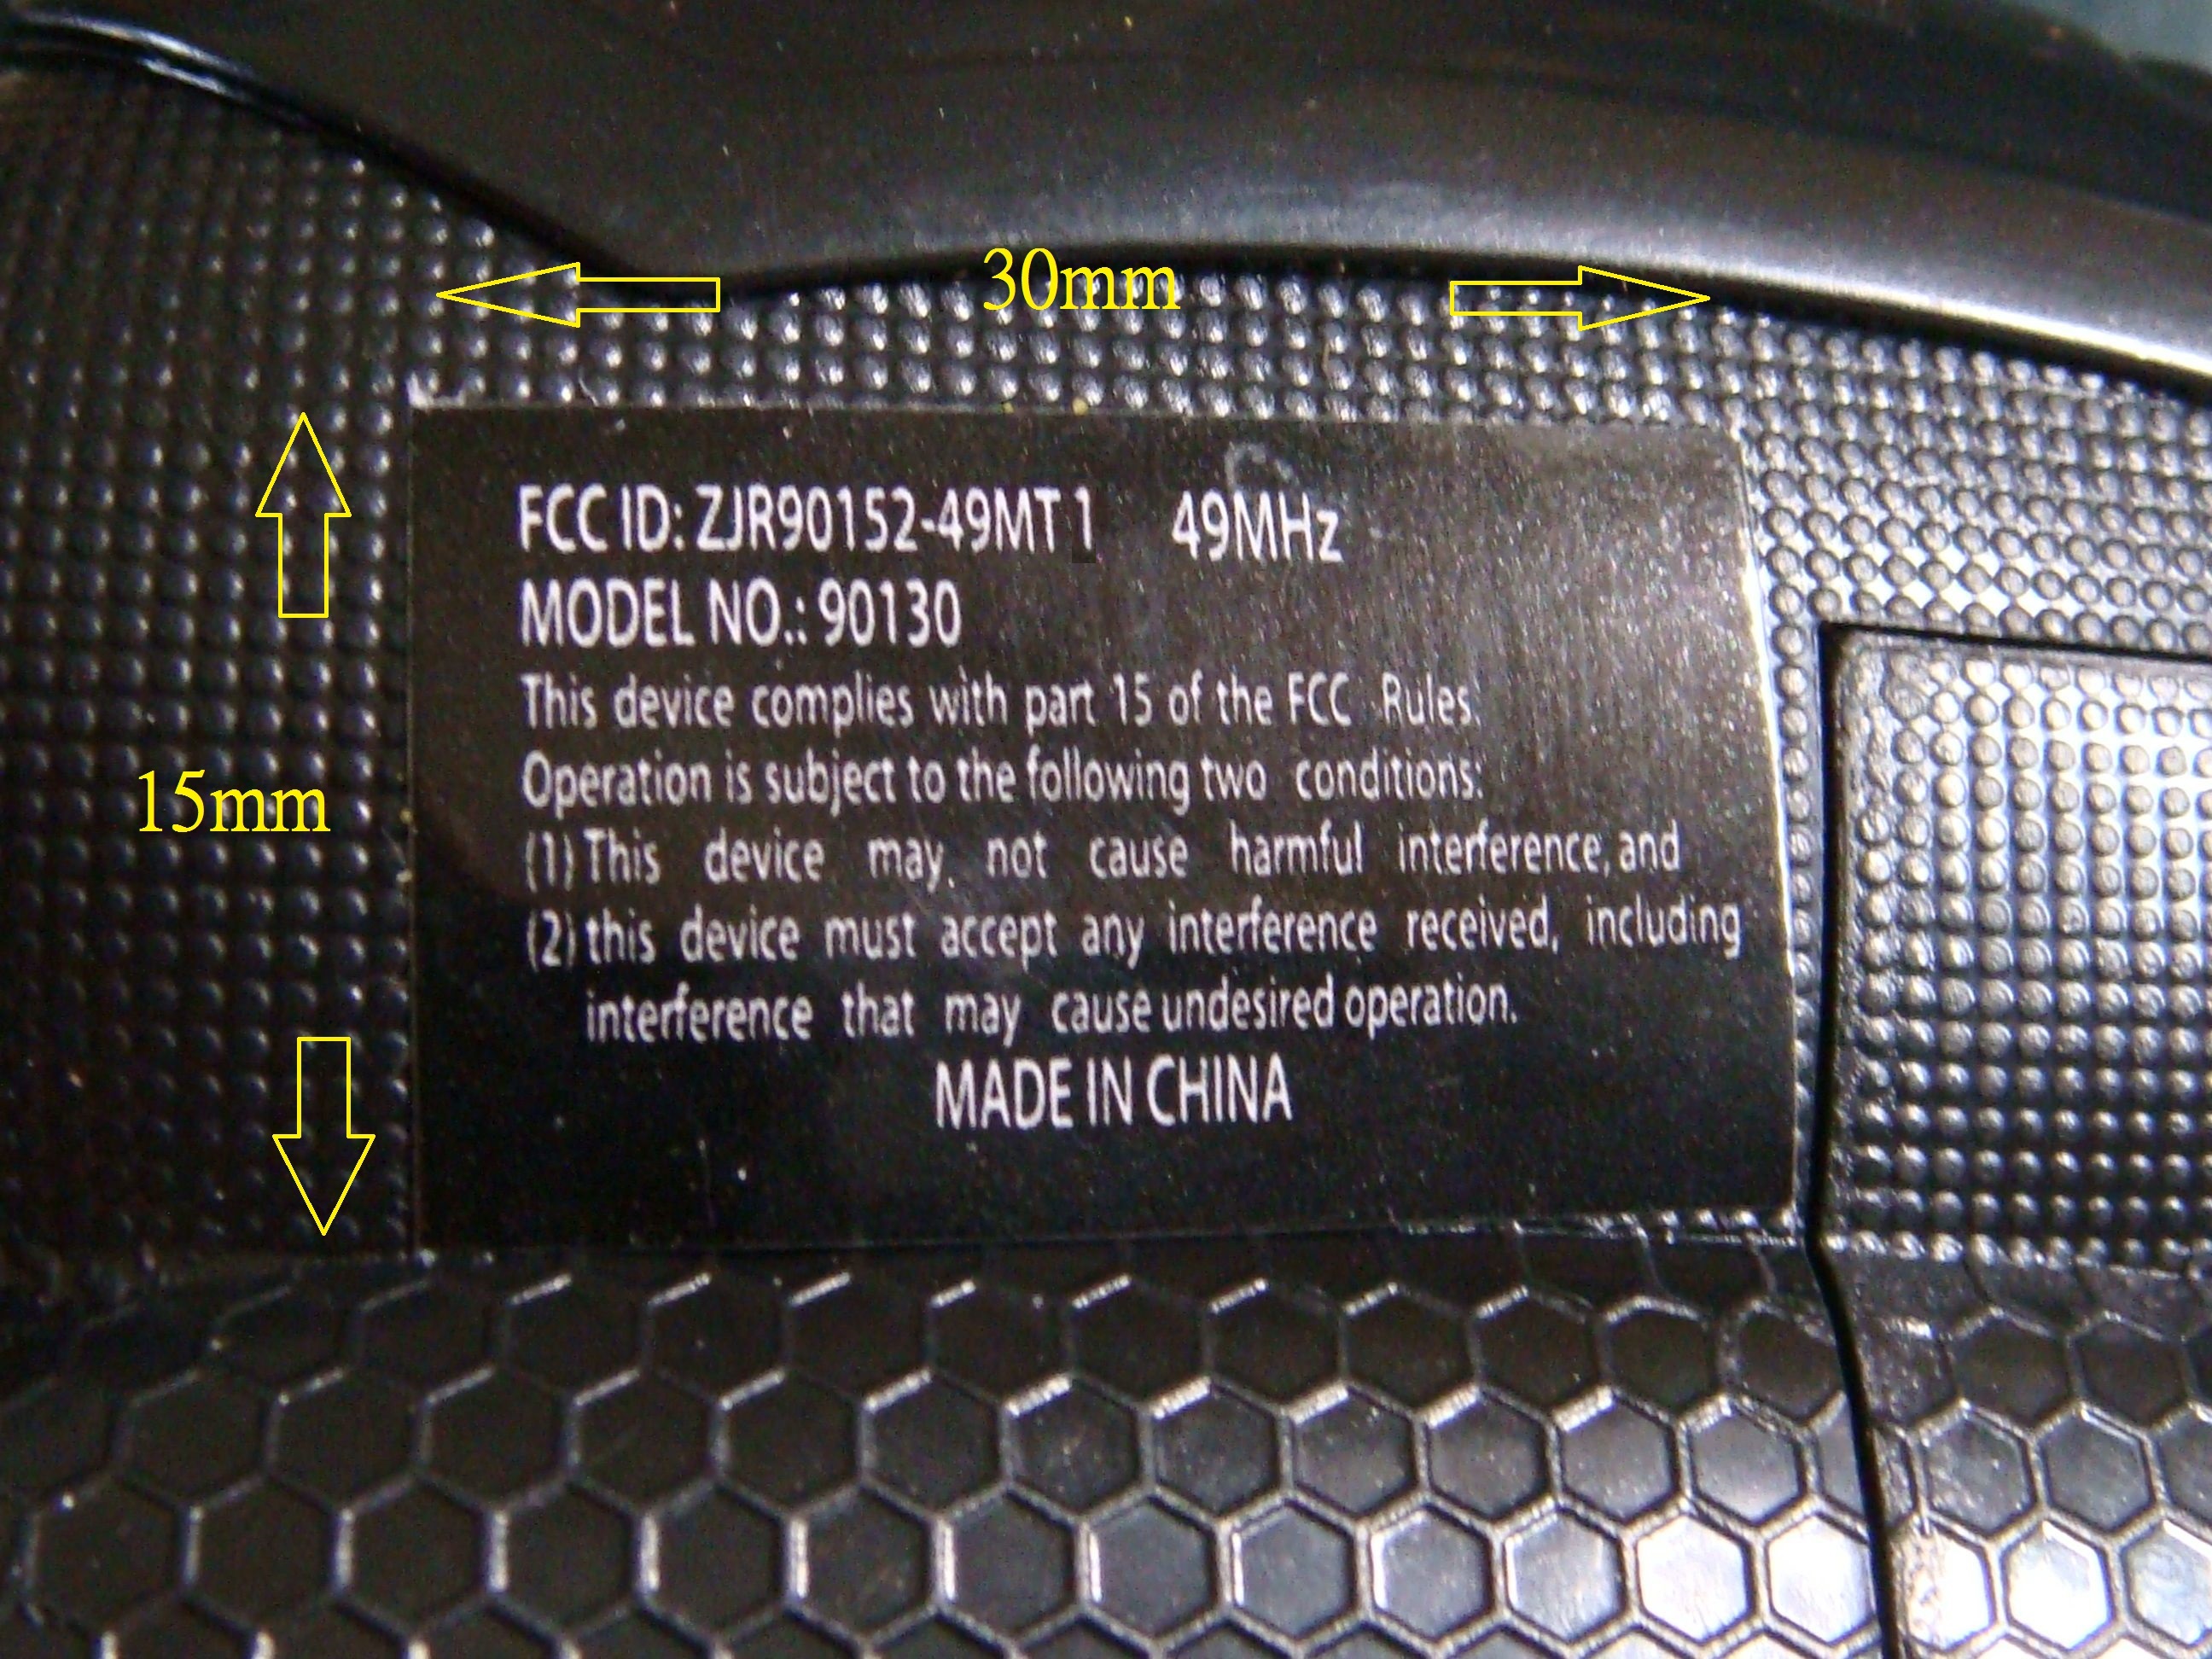 30mm
15mm
FCC ID: ZJR90152-49MT 1 49MHz
MODEL NO.: 90130
This device complies with part 15 of the FCC Rules.
Operation is subject to the following two conditions:
(1) This device may not cause harmful interference, and
(2) this device must accept any interference received, including
interference that may cause undesired operation.
MADE IN CHINA